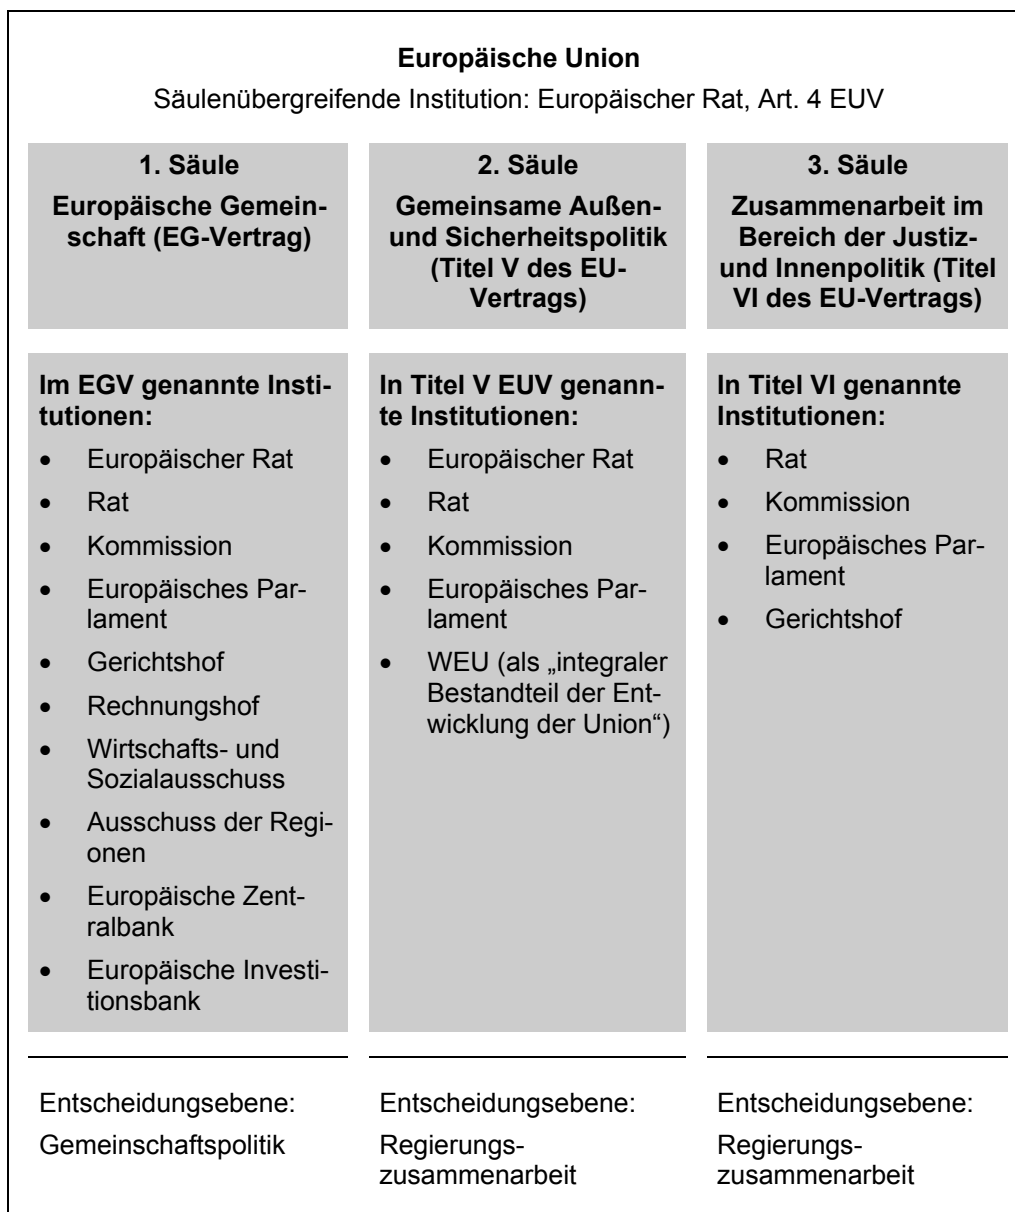 Europäische Union
Säulenübergreifende Institution: Europäischer Rat, Art. 4 EUV
1. Säule
Europäische Gemein-
schaft (EG-Vertrag)
2. Säule
Gemeinsame Außen-
und Sicherheitspolitik
(Titel V des EU-
Vertrags)
3. Säule
Zusammenarbeit im
Bereich der Justiz-
und Innenpolitik (Titel
VI des EU-Vertrags)
Im EGV genannte Insti-
tutionen:
• Europäischer Rat
• Rat
• Kommission
• Europäisches Par-
lament
• Gerichtshof
• Rechnungshof
• Wirtschafts- und
Sozialausschuss
• Ausschuss der Regi-
onen
• Europäische Zent-
ralbank
• Europäische Investi-
tionsbank
In Titel V EUV genann-
te Institutionen:
• Europäischer Rat
• Rat
• Kommission
• Europäisches Par-
lament
• WEU (als „integraler
Bestandteil der Ent-
wicklung der Union“)
In Titel VI genannte
Institutionen:
• Rat
• Kommission
• Europäisches Par-
lament
• Gerichtshof
Entscheidungsebene:
Gemeinschaftspolitik
Entscheidungsebene:
Regierungs-
zusammenarbeit
Entscheidungsebene:
Regierungs-
zusammenarbeit